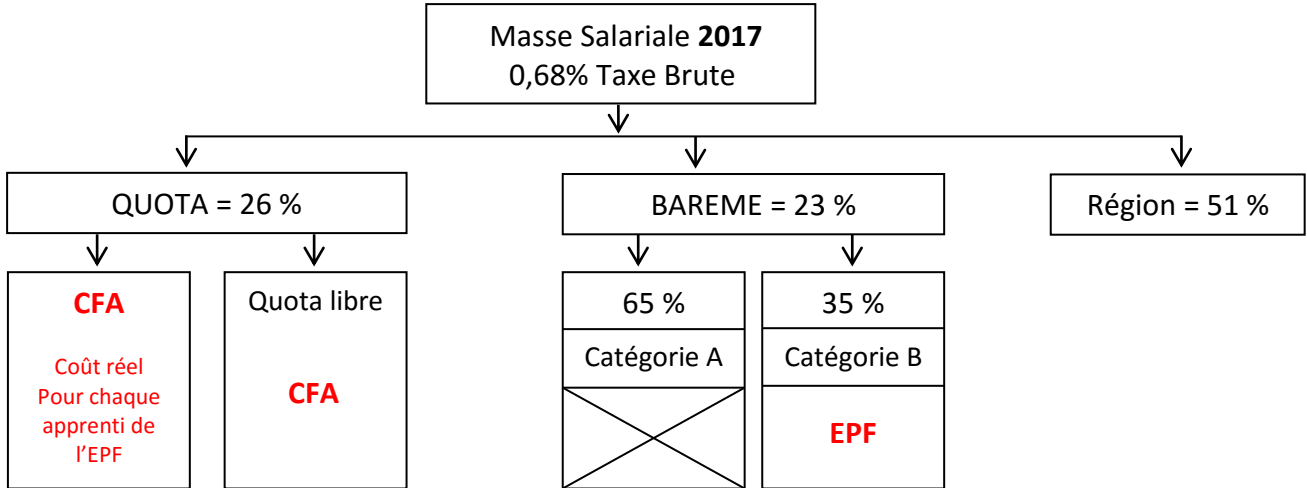 Masse Salariale 2017
0,68% Taxe Brute
QUOTA = 26 %
BAREME = 23 %
Région = 51 %
CFA
Coût réel
Pour chaque
apprenti de
l’EPF
Quota libre
CFA
65 %
Catégorie A
35 %
Catégorie B
EPF